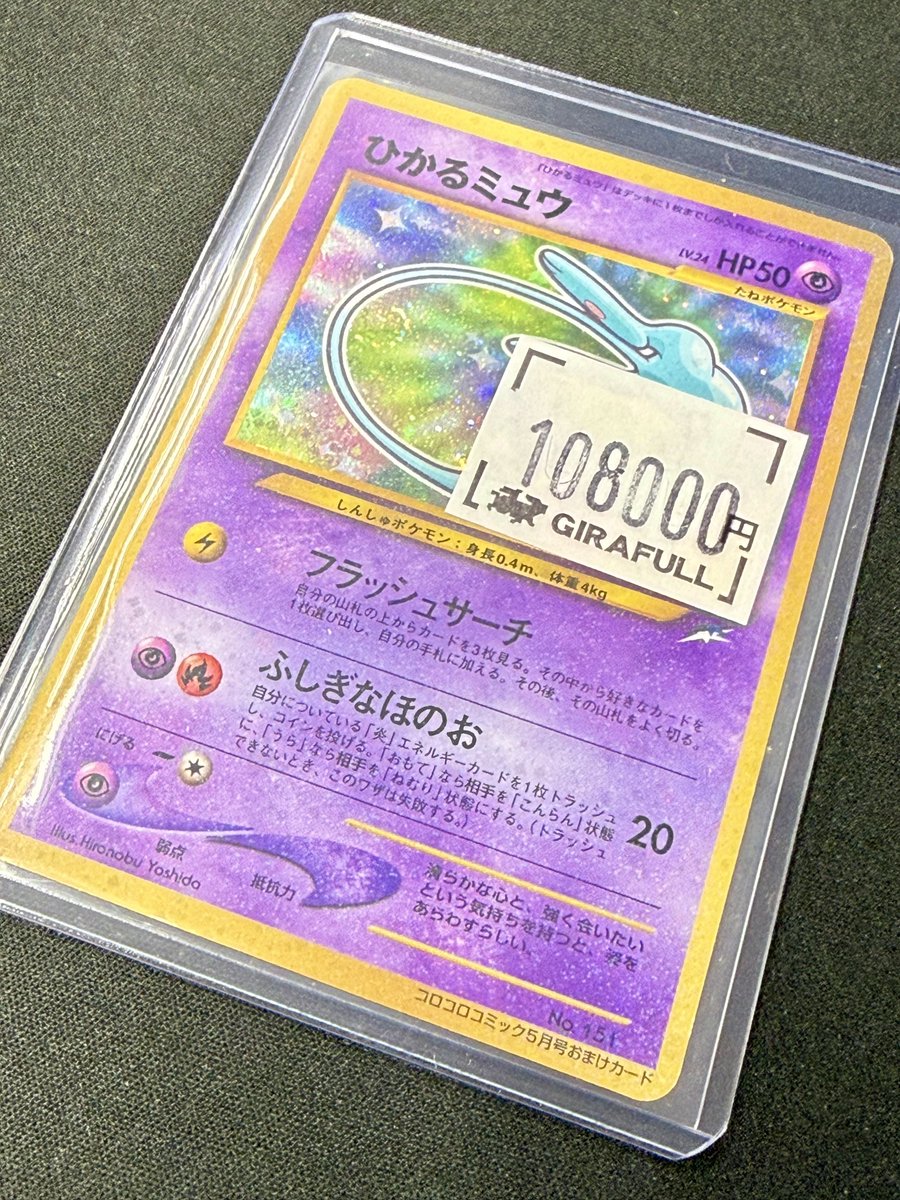 ひかるミュウ
「ひかるミュウ」はデッキに1枚までしか入れることができません。
LV.24 HP50
たねポケモン
108000円
GIRAFULL
しんしゅポケモン：身長0.4m、体重4kg
フラッシュサーチ
自分の山札の上からカードを3枚見る。その中から好きなカードを
1枚選び出し、自分の手札に加える。その後、その山札をよく切る。
ふしぎなほのお
20
自分についている「炎」エネルギーカードを1枚トラッシュ
し、コインを投げる。「おもて」なら相手を「こんらん」状態
に、「うら」なら相手を「ねむり」状態にする。（トラッシュ
できないとき、このワザは失敗する。）
にげる
弱点
抵抗力
Illus.Hironobu Yoshida
清らかな心と、強く会いたい
という気持ちを持つと、姿を
あらわすらしい。
No.151
コロコロコミック5月号おまけカード